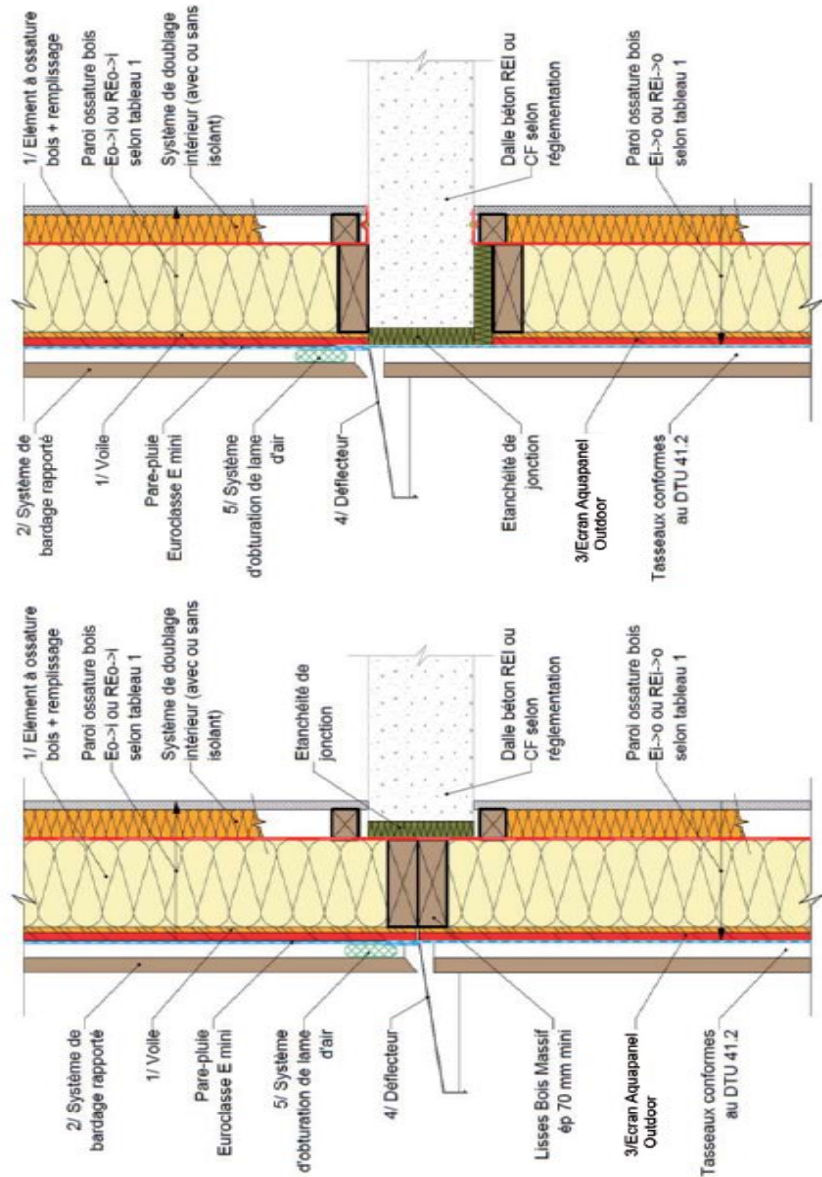 2/ Système de
bardage rapporté
1/ Voile
Pare-pluie
Euroclasse E mini
5/ Système
d'obturation de lame
d'air
4/ Déflecteur
Lisses Bois Massif
ép 70 mm mini
3/Ecran Aquapanel
Outdoor
Tasseaux conformes
au DTU 41.2
1/ Elément à ossature
bois + remplissage
Paroi ossature bois
Eo->i ou REo->i
selon tableau 1
Système de doublage
intérieur (avec ou sans
isolant)
Etanchéité de
jonction
Dalle béton REI ou
CF selon
réglementation
Paroi ossature bois
Ei->o ou REi->o
selon tableau 1
2/ Système de
bardage rapporté
1/ Voile
Pare-pluie
Euroclasse E mini
5/ Système
d'obturation de lame
d'air
4/ Déflecteur
Etanchéité de
jonction
3/Ecran Aquapanel
Outdoor
Tasseaux conformes
au DTU 41.2
1/ Elément à ossature
bois + remplissage
Paroi ossature bois
Eo->i ou REo->i
selon tableau 1
Système de doublage
intérieur (avec ou sans
isolant)
Dalle béton REI ou
CF selon
réglementation
Paroi ossature bois
Ei->o ou REi->o
selon tableau 1